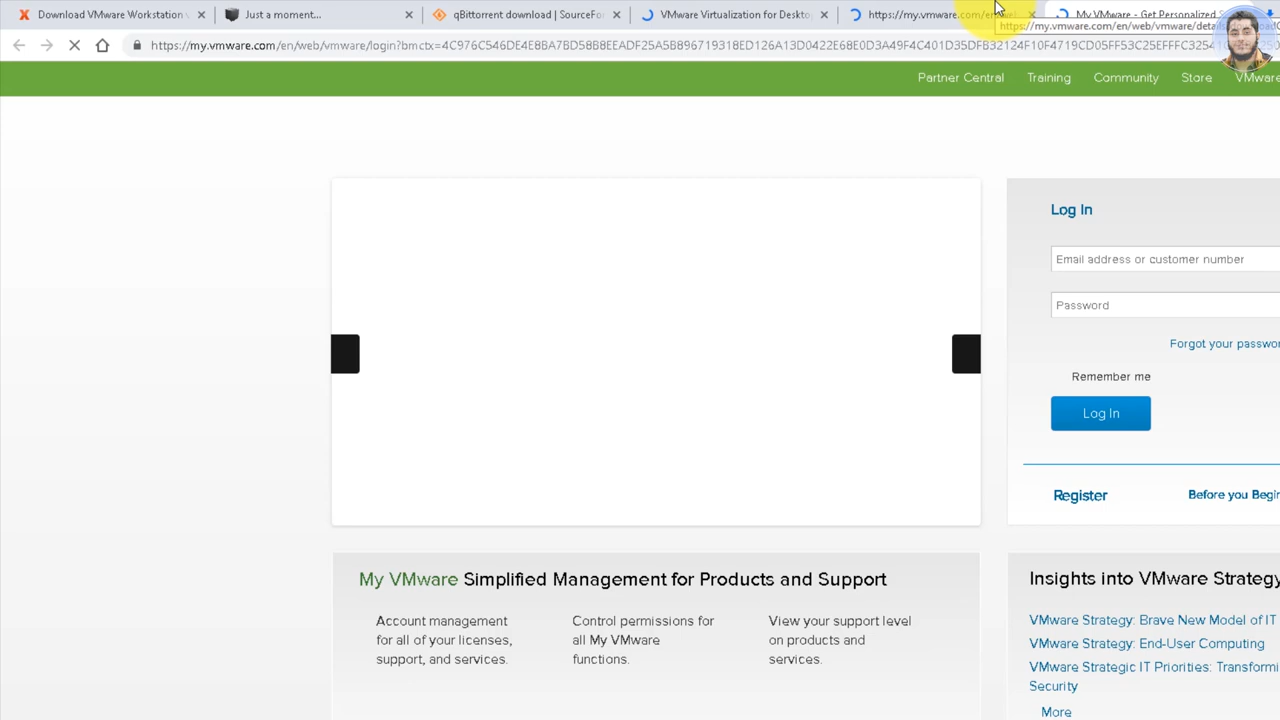 Download VMware Workstation
Just a moment...
qBittorrent download | SourceFor
VMware Virtualization for Deskto
https://my.vmware.com/en/we
My VMware - Get Personalized S
https://my.vmware.com/en/web/vmware/details
https://my.vmware.com/en/web/vmware/login?bmctx=
Partner Central
Training
Community
Store
VMware
Log In
Email address or customer number
Password
Forgot your passwor
Remember me
Log In
Register
Before you Begin
My VMware Simplified Management for Products and Support
Account management
for all of your licenses,
support, and services.
Control permissions for
all My VMware
functions.
View your support level
on products and
services.
Insights into VMware Strategy
VMware Strategy: Brave New Model of IT
VMware Strategy: End-User Computing
VMware Strategic IT Priorities: Transformi
Security
More